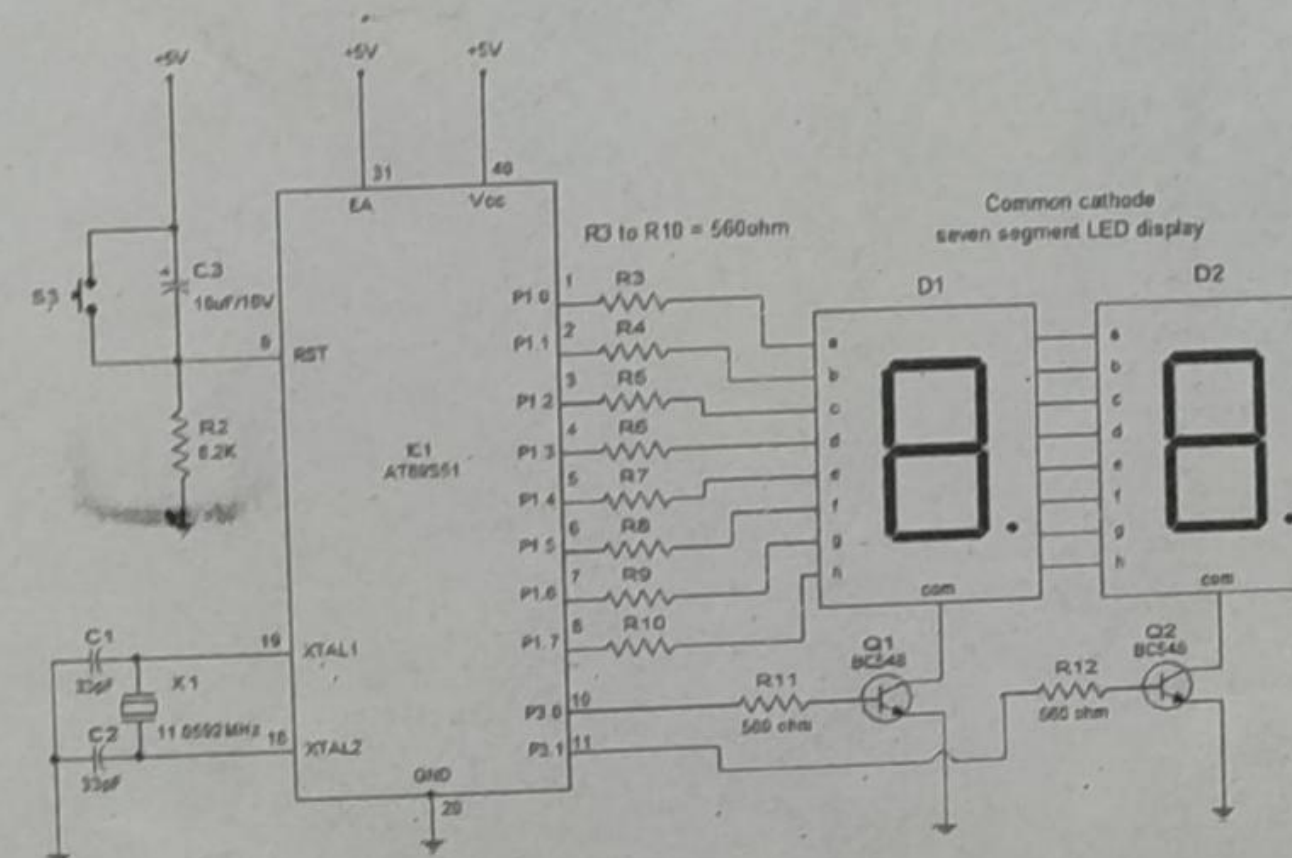 +5V
+5V
+5V
31
40
EA
Vcc
R3 to R10 = 560ohm
Common cathode
seven segment LED display
D1
D2
S3
+
C3
10uF/10V
9
RST
R2
8.2K
IC1
AT89S51
P1.0
1
R3
P1.1
2
R4
P1.2
3
R5
P1.3
4
R6
P1.4
5
R7
P1.5
6
R8
P1.6
7
R9
P1.7
8
R10
a
b
c
d
e
f
g
h
com
a
b
c
d
e
f
g
h
com
C1
33pF
X1
11.0592MHz
C2
33pF
19
XTAL1
18
XTAL2
GND
20
P3.0
10
P3.1
11
R11
560 ohm
Q1
BC548
R12
560 ohm
Q2
BC548